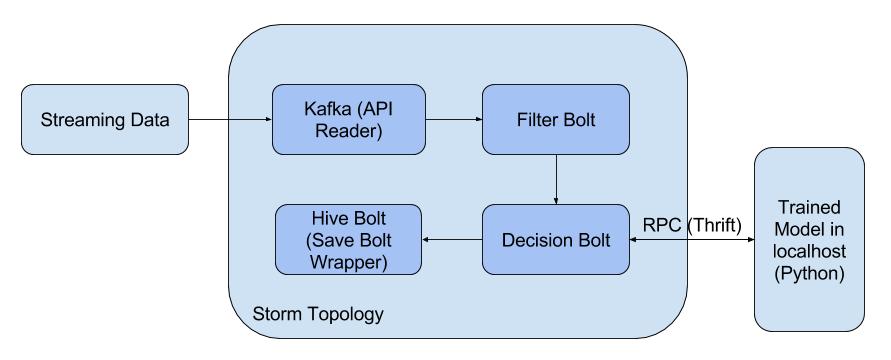 Streaming Data
Kafka (API
Reader)
Filter Bolt
Hive Bolt
(Save Bolt
Wrapper)
Decision Bolt
RPC (Thrift)
Trained
Model in
localhost
(Python)
Storm Topology